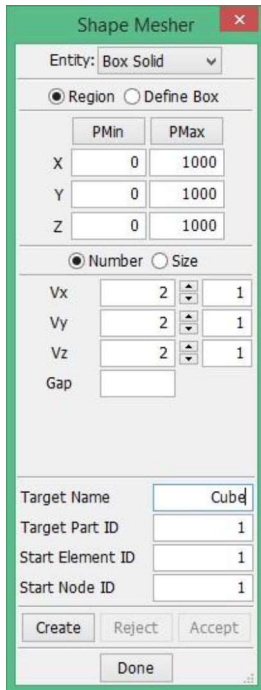 Shape Mesher
Entity: Box Solid
Region Define Box
PMin PMax
X 0 1000
Y 0 1000
Z 0 1000
Number Size
Vx 2 1
Vy 2 1
Vz 2 1
Gap
Target Name Cube
Target Part ID 1
Start Element ID 1
Start Node ID 1
Create Reject Accept
Done